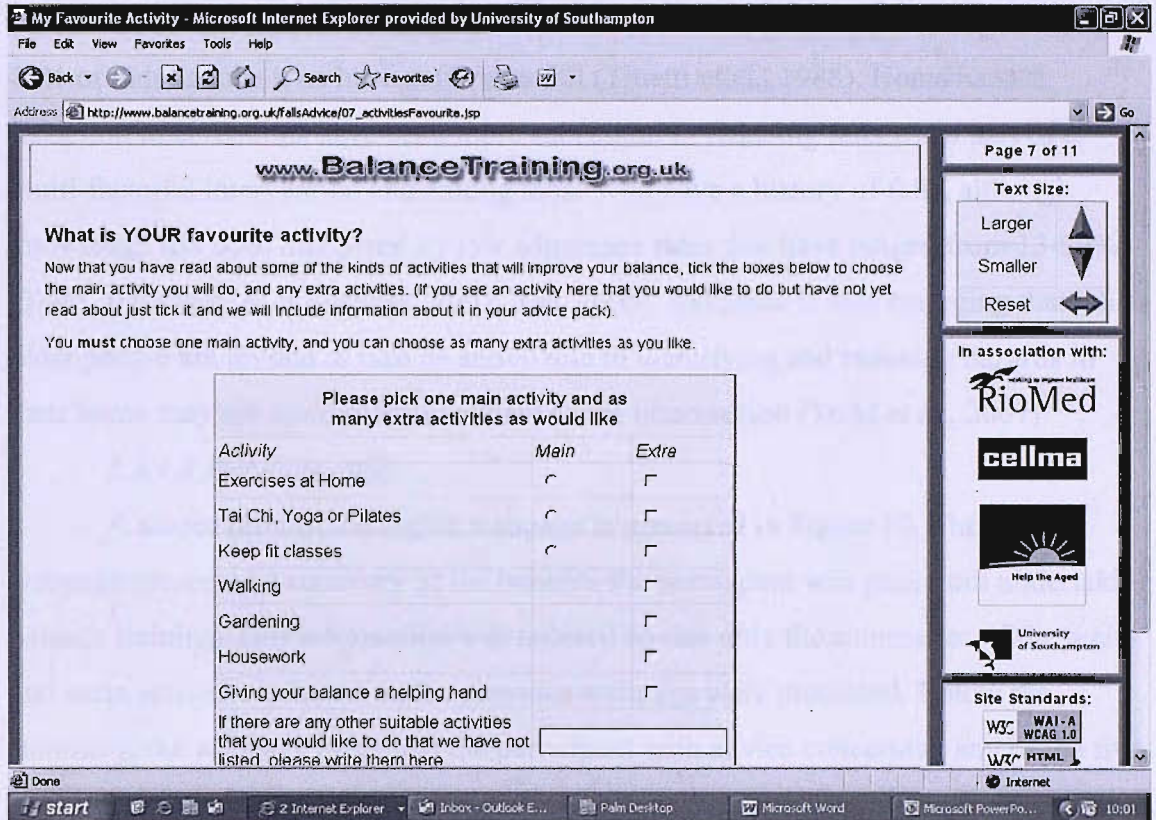 My Favourite Activity - Microsoft Internet Explorer provided by University of Southampton
File Edit View Favorites Tools Help
Back Search Favorites
Address http://www.balancetraining.org.uk/fallsAdvice/07_activitiesFavourite.jsp Go
www.BalanceTraining.org.uk
What is YOUR favourite activity?
Now that you have read about some of the kinds of activities that will improve your balance, tick the boxes below to choose
the main activity you will do, and any extra activities. (If you see an activity here that you would like to do but have not yet
read about just tick it and we will include information about it in your advice pack).
You must choose one main activity, and you can choose as many extra activities as you like.
Please pick one main activity and as
many extra activities as would like
Activity Main Extra
Exercises at Home
Tai Chi, Yoga or Pilates
Keep fit classes
Walking
Gardening
Housework
Giving your balance a helping hand
If there are any other suitable activities
that you would like to do that we have not
listed, please write them here
Page 7 of 11
Text Size:
Larger
Smaller
Reset
In association with:
working to improve healthcare
RioMed
cellma
Help the Aged
University
of Southampton
Site Standards:
W3C WAI-A
WCAG 1.0
W3C HTML
Done Internet
start 2 Internet Explorer Inbox - Outlook E... Palm Desktop Microsoft Word Microsoft PowerPo... 10:01